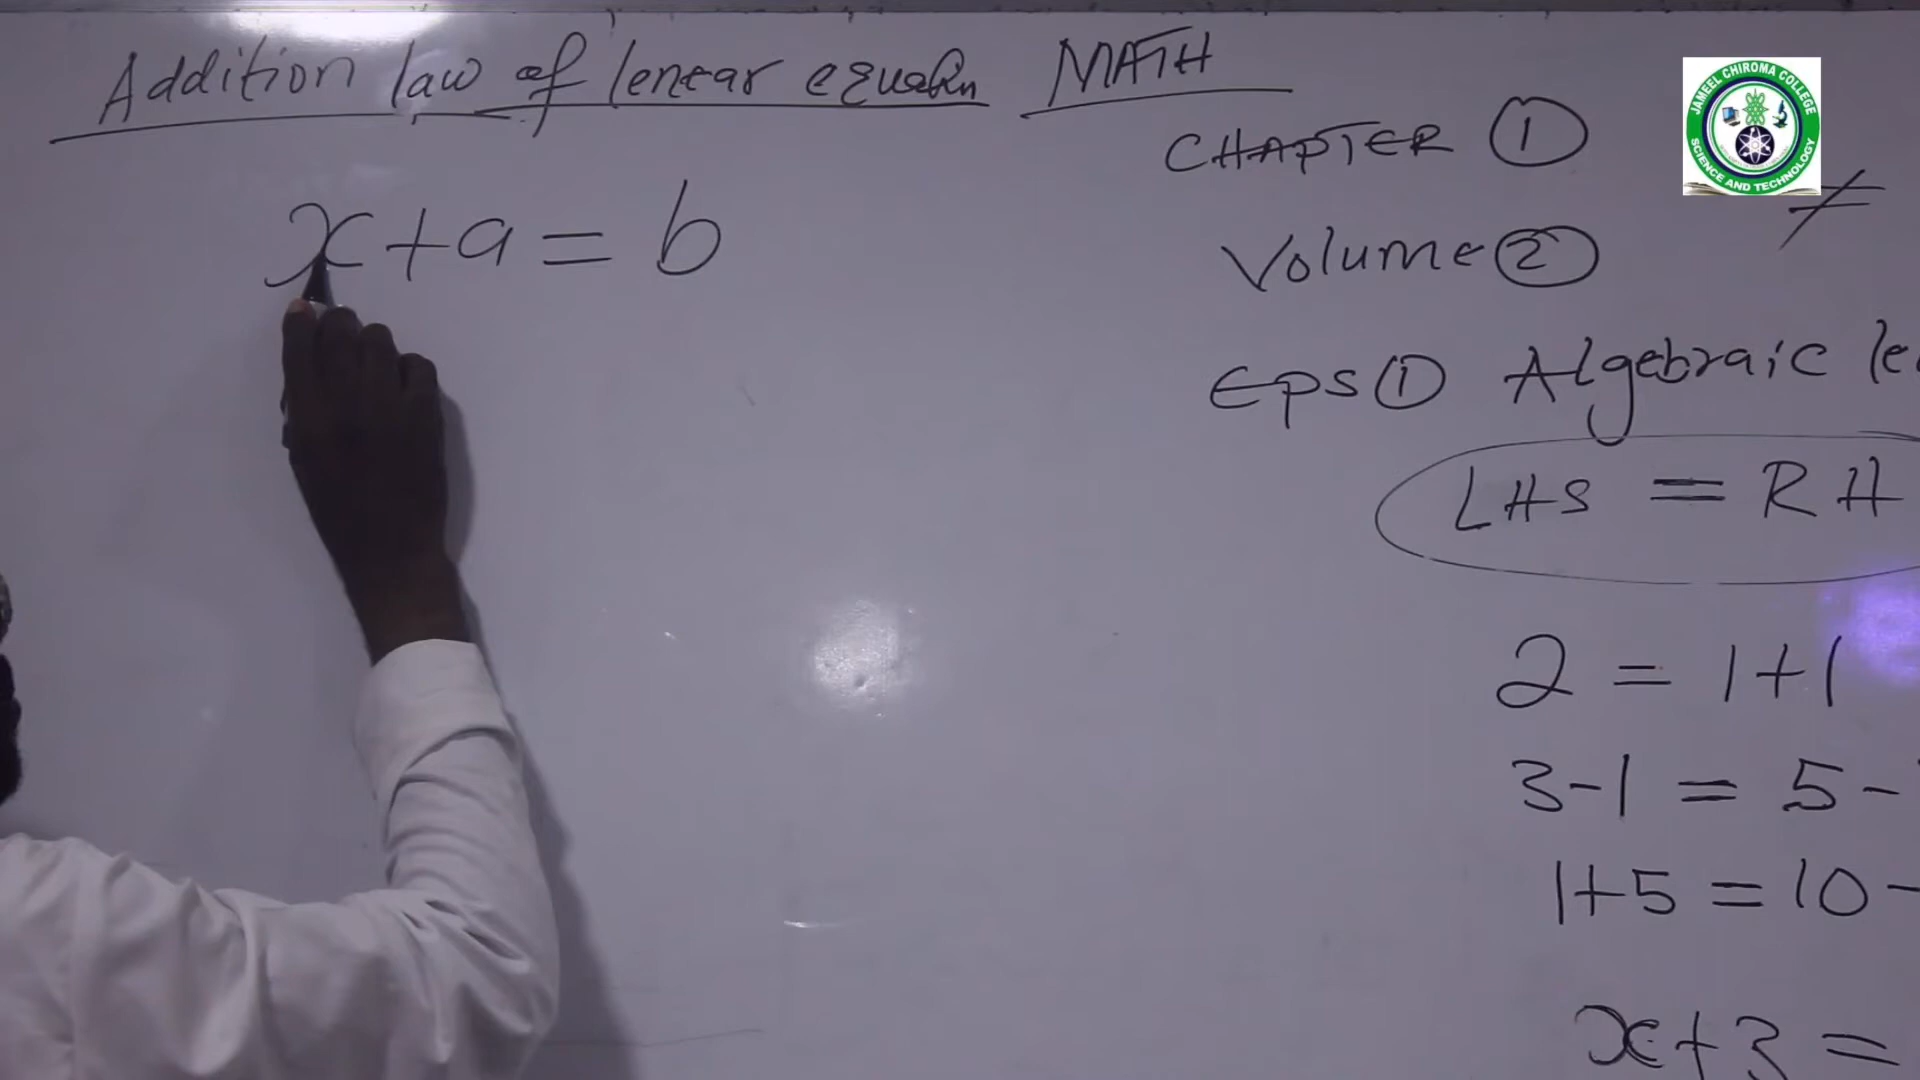 Addition law of lenear equatn MATH
CHAPTER 1
x + a = b
Volume 2
Eps 1 Algebraic le
LHS = RH
2 = 1+1
3-1 = 5-
1+5 = 10-
x+3 =
≠
JAMEEL CHIROMA COLLEGE
SCIENCE AND TECHNOLOGY